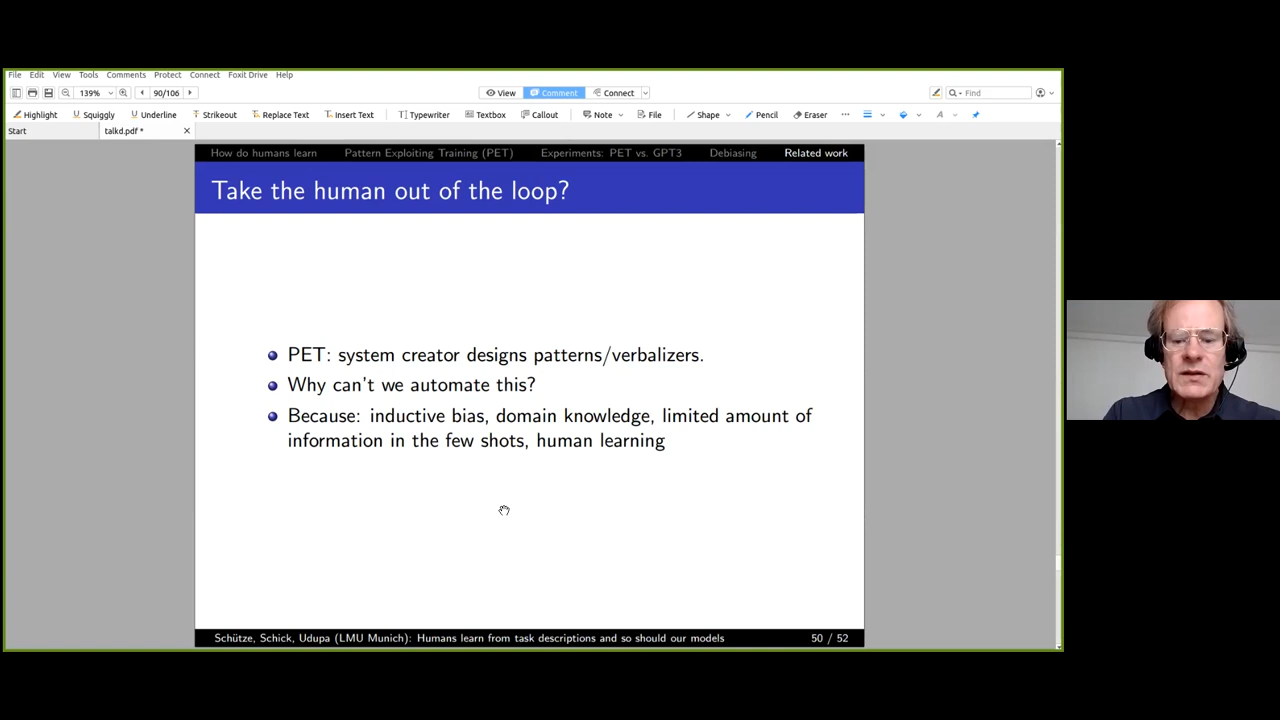 File Edit View Tools Comments Protect Connect Foxit Drive Help
139% 90/106 View Comment Connect Find
Highlight Squiggly Underline Strikeout Replace Text Insert Text Typewriter Textbox Callout Note File Shape Pencil Eraser
Start talkd.pdf *
How do humans learn Pattern Exploiting Training (PET) Experiments: PET vs. GPT3 Debiasing Related work
Take the human out of the loop?
PET: system creator designs patterns/verbalizers.
Why can't we automate this?
Because: inductive bias, domain knowledge, limited amount of
information in the few shots, human learning
Schütze, Schick, Udupa (LMU Munich): Humans learn from task descriptions and so should our models 50 / 52